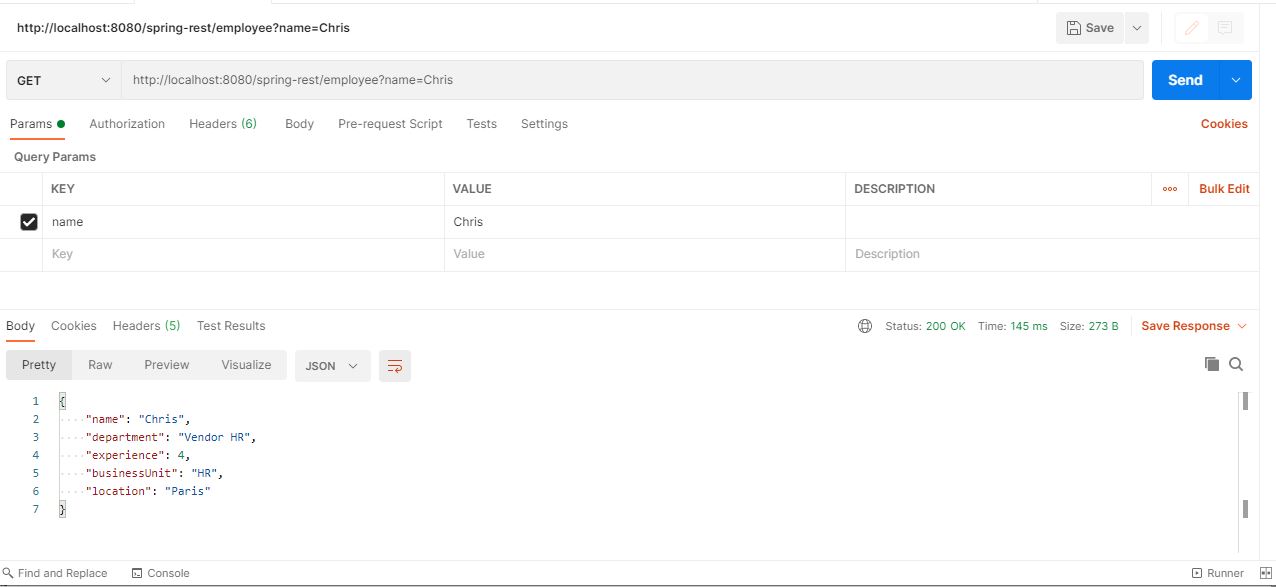 http://localhost:8080/spring-rest/employee?name=Chris Save
GET http://localhost:8080/spring-rest/employee?name=Chris Send
Params Authorization Headers (6) Body Pre-request Script Tests Settings Cookies
Query Params
KEY VALUE DESCRIPTION ooo Bulk Edit
name Chris
Key Value Description
Body Cookies Headers (5) Test Results Status: 200 OK Time: 145 ms Size: 273 B Save Response
Pretty Raw Preview Visualize JSON
1 {
2 ····"name": "Chris",
3 ····"department": "Vendor HR",
4 ····"experience": 4,
5 ····"businessUnit": "HR",
6 ····"location": "Paris"
7 }
Find and Replace Console Runner